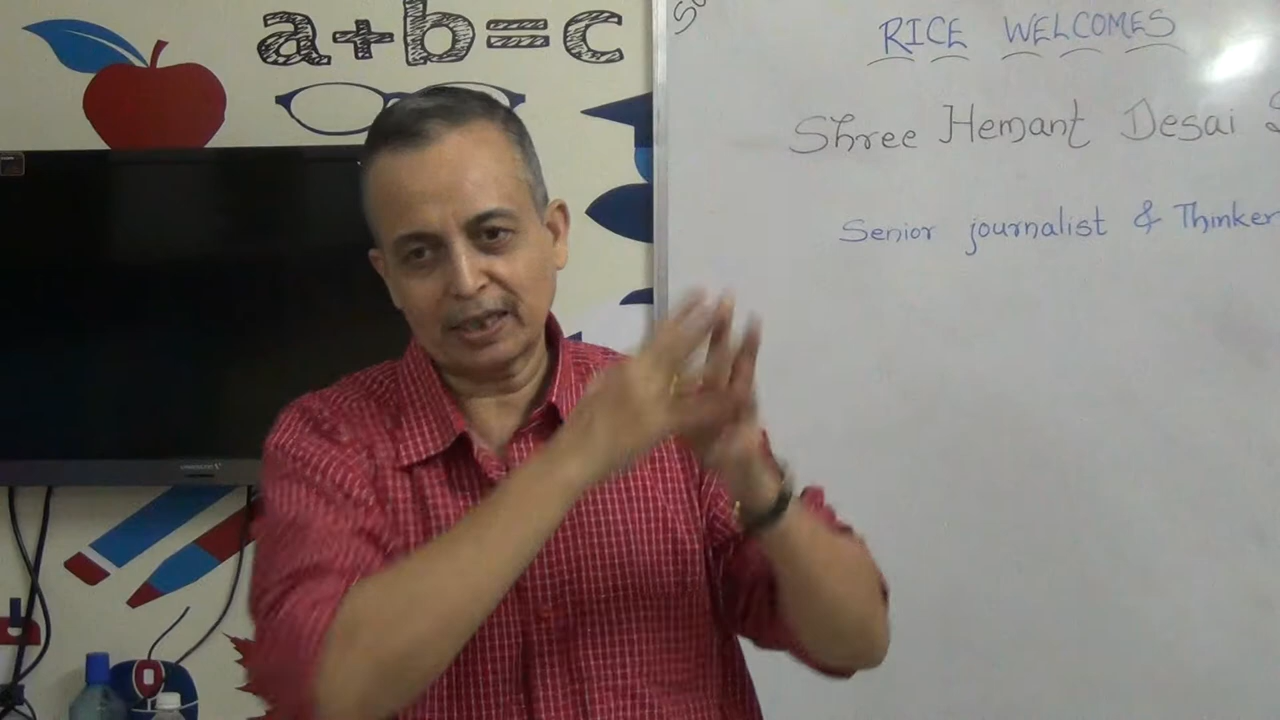 a+b=c
RICE WELCOMES
Shree Hemant Desai
Senior journalist & Thinker